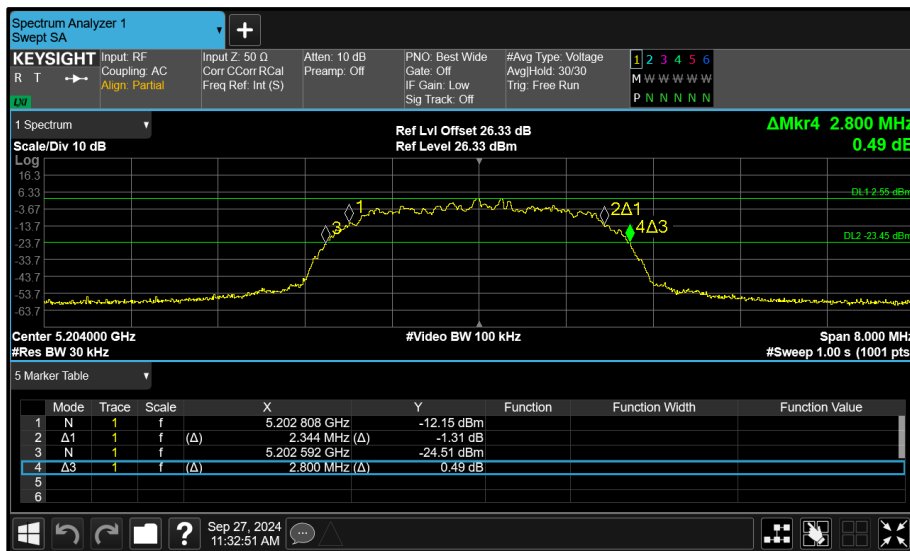 Spectrum Analyzer 1
Swept SA
+
KEYSIGHT Input: RF Input Z: 50 Ω Atten: 10 dB PNO: Best Wide #Avg Type: Voltage 1 2 3 4 5 6
R T Coupling: AC Corr CCorr RCal Preamp: Off Gate: Off Avg|Hold: 30/30 M W W W W W
Align: Partial Freq Ref: Int (S) IF Gain: Low Trig: Free Run
LXI Sig Track: Off P N N N N N
1 Spectrum Ref Lvl Offset 26.33 dB ΔMkr4 2.800 MHz
Scale/Div 10 dB Ref Level 26.33 dBm 0.49 dB
Log
16.3
6.33
DL1 2.55 dBm
-3.67
1 2Δ1
-13.7
3 4Δ3
-23.7
DL2 -23.45 dBm
-33.7
-43.7
-53.7
-63.7
Center 5.204000 GHz #Video BW 100 kHz Span 8.000 MHz
#Res BW 30 kHz #Sweep 1.00 s (1001 pts
5 Marker Table
Mode Trace Scale X Y Function Function Width Function Value
1 N 1 f 5.202 808 GHz -12.15 dBm
2 Δ1 1 f (Δ) 2.344 MHz (Δ) -1.31 dB
3 N 1 f 5.202 592 GHz -24.51 dBm
4 Δ3 1 f (Δ) 2.800 MHz (Δ) 0.49 dB
5
6
? Sep 27, 2024
11:32:51 AM